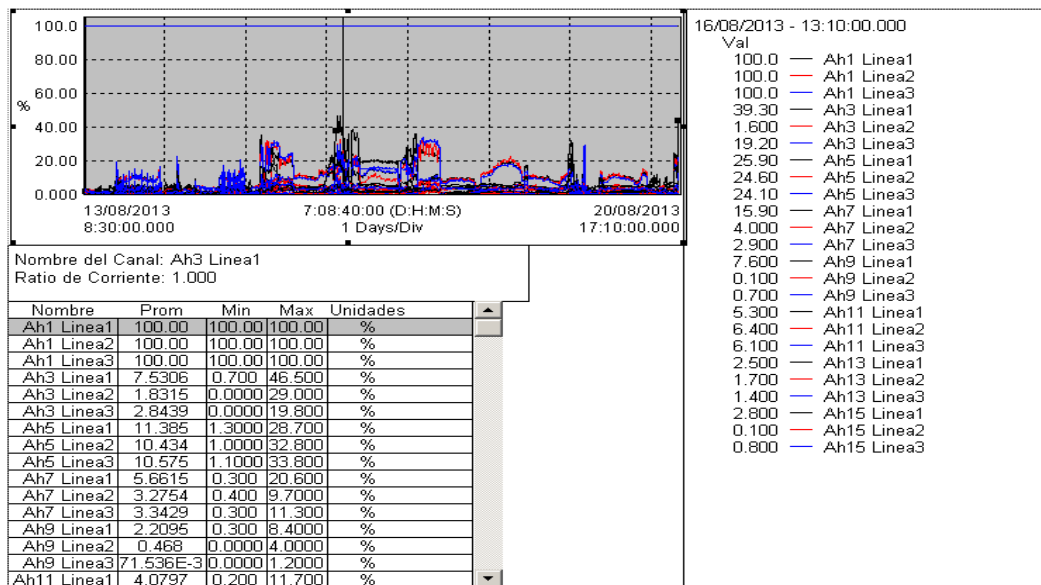 100.0
80.00
60.00
%
40.00
20.00
0.000
13/08/2013 7:08:40:00 (D:H:M:S) 20/08/2013
8:30:00.000 1 Days/Div 17:10:00.000
Nombre del Canal: Ah3 Linea1
Ratio de Corriente: 1.000
Nombre Prom Min Max Unidades
Ah1 Linea1 100.00 100.00 100.00 %
Ah1 Linea2 100.00 100.00 100.00 %
Ah1 Linea3 100.00 100.00 100.00 %
Ah3 Linea1 7.5306 0.700 46.500 %
Ah3 Linea2 1.8315 0.0000 29.000 %
Ah3 Linea3 2.8439 0.0000 19.800 %
Ah5 Linea1 11.385 1.3000 28.700 %
Ah5 Linea2 10.434 1.0000 32.800 %
Ah5 Linea3 10.575 1.1000 33.800 %
Ah7 Linea1 5.6615 0.300 20.600 %
Ah7 Linea2 3.2754 0.400 9.7000 %
Ah7 Linea3 3.3429 0.300 11.300 %
Ah9 Linea1 2.2095 0.300 8.4000 %
Ah9 Linea2 0.468 0.0000 4.0000 %
Ah9 Linea3 71.536E-3 0.0000 1.2000 %
Ah11 Linea1 4.0797 0.200 11.700 %
16/08/2013 - 13:10:00.000
Val
100.0 Ah1 Linea1
100.0 Ah1 Linea2
100.0 Ah1 Linea3
39.30 Ah3 Linea1
1.600 Ah3 Linea2
19.20 Ah3 Linea3
25.90 Ah5 Linea1
24.60 Ah5 Linea2
24.10 Ah5 Linea3
15.90 Ah7 Linea1
4.000 Ah7 Linea2
2.900 Ah7 Linea3
7.600 Ah9 Linea1
0.100 Ah9 Linea2
0.700 Ah9 Linea3
5.300 Ah11 Linea1
6.400 Ah11 Linea2
6.100 Ah11 Linea3
2.500 Ah13 Linea1
1.700 Ah13 Linea2
1.400 Ah13 Linea3
2.800 Ah15 Linea1
0.100 Ah15 Linea2
0.800 Ah15 Linea3